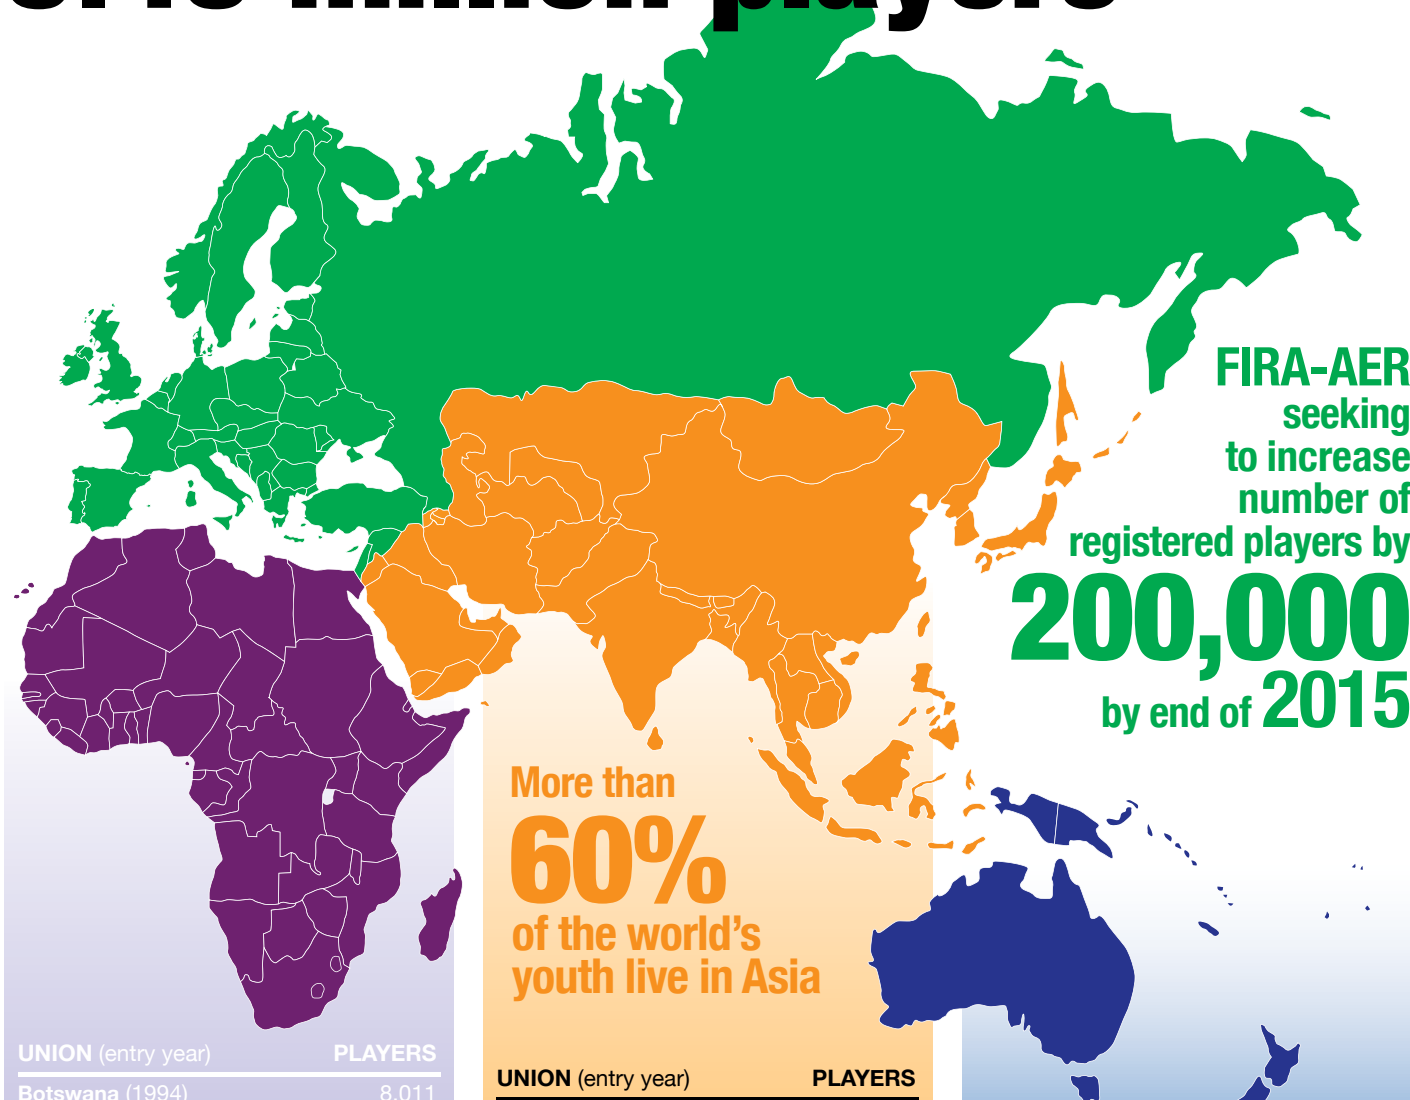 players
FIRA-AER
seeking
to increase
number of
registered players by
200,000
by end of 2015
More than
60%
of the world's
youth live in Asia
UNION (entry year) PLAYERS
Botswana (1994) 8,011
UNION (entry year) PLAYERS